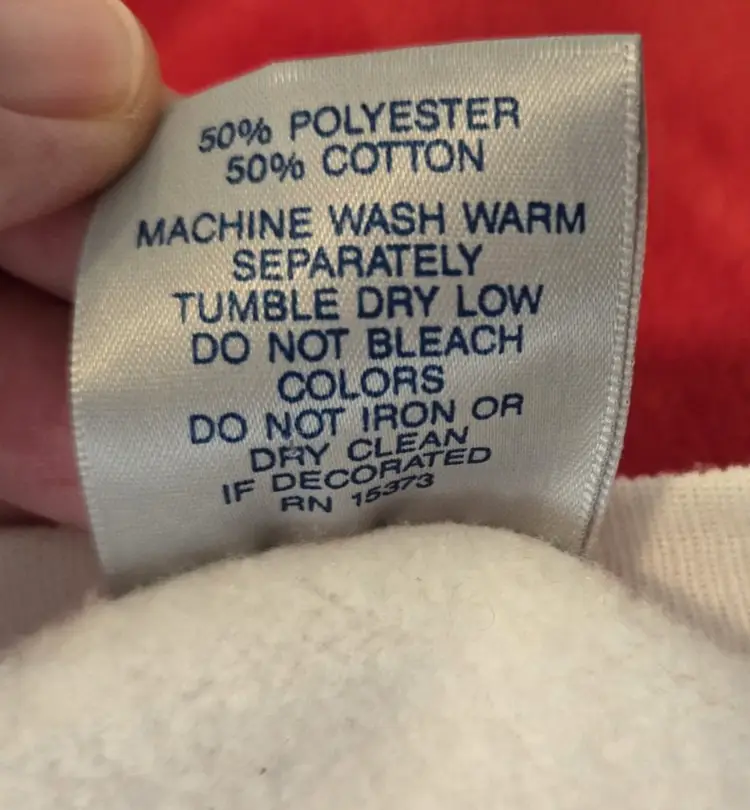 50% POLYESTER
50% COTTON
MACHINE WASH WARM
SEPARATELY
TUMBLE DRY LOW
DO NOT BLEACH
COLORS
DO NOT IRON OR
DRY CLEAN
IF DECORATED
RN 15373